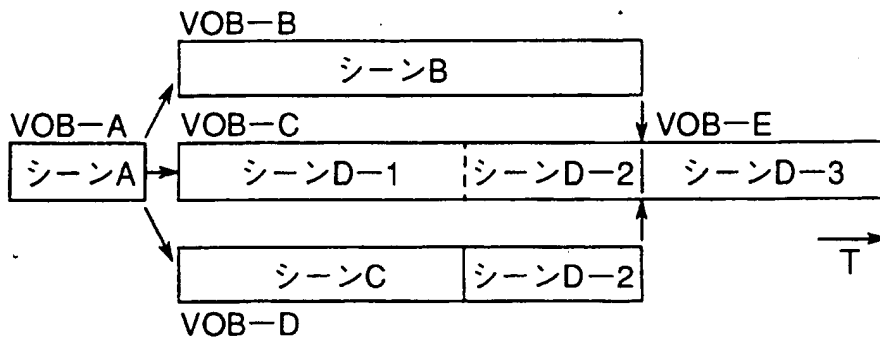 VOB-B
シーンB
VOB-A
VOB-C
VOB-E
シーンA
シーンD-1
シーンD-2
シーンD-3
シーンC
シーンD-2
T
VOB-D